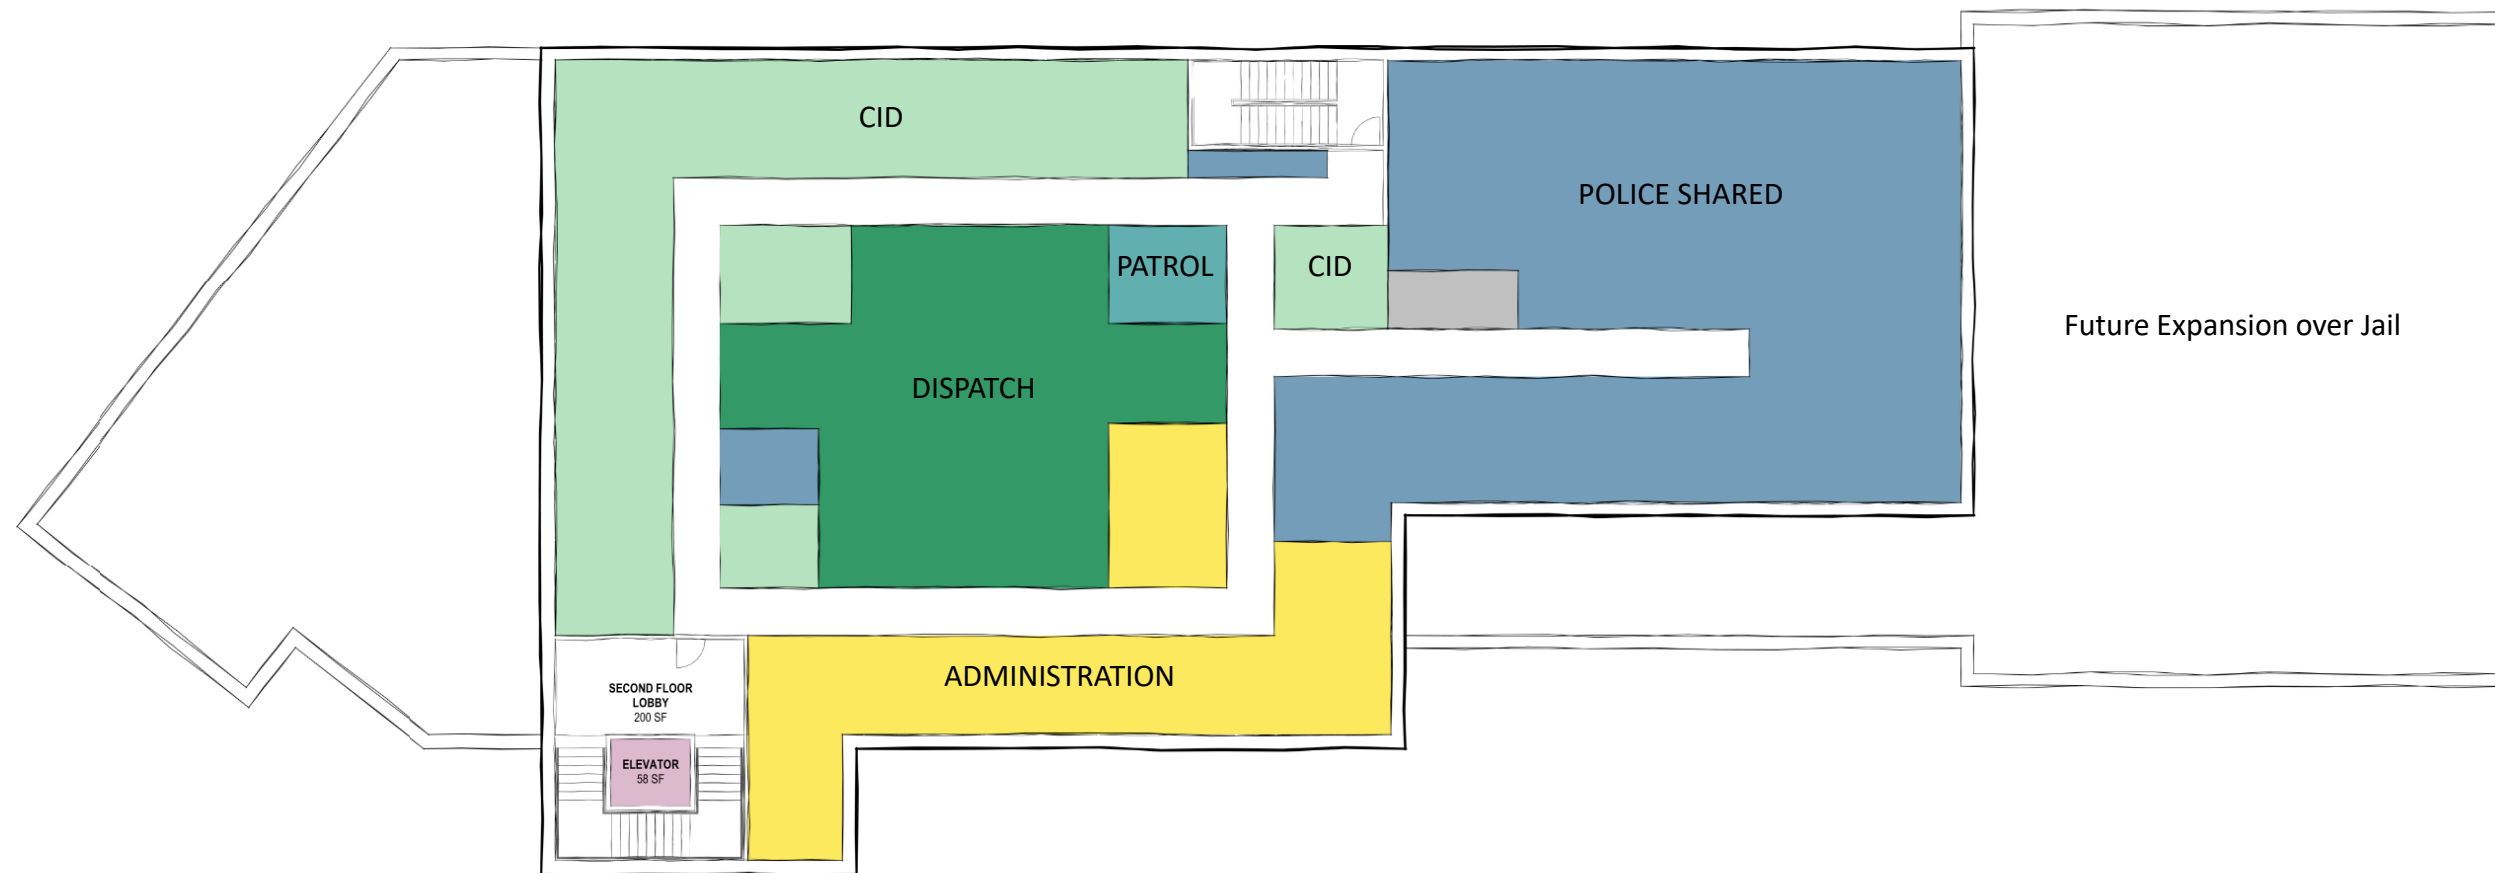 CID
POLICE SHARED
PATROL
CID
Future Expansion over Jail
DISPATCH
ADMINISTRATION
SECOND FLOOR
LOBBY
200 SF
ELEVATOR
58 SF